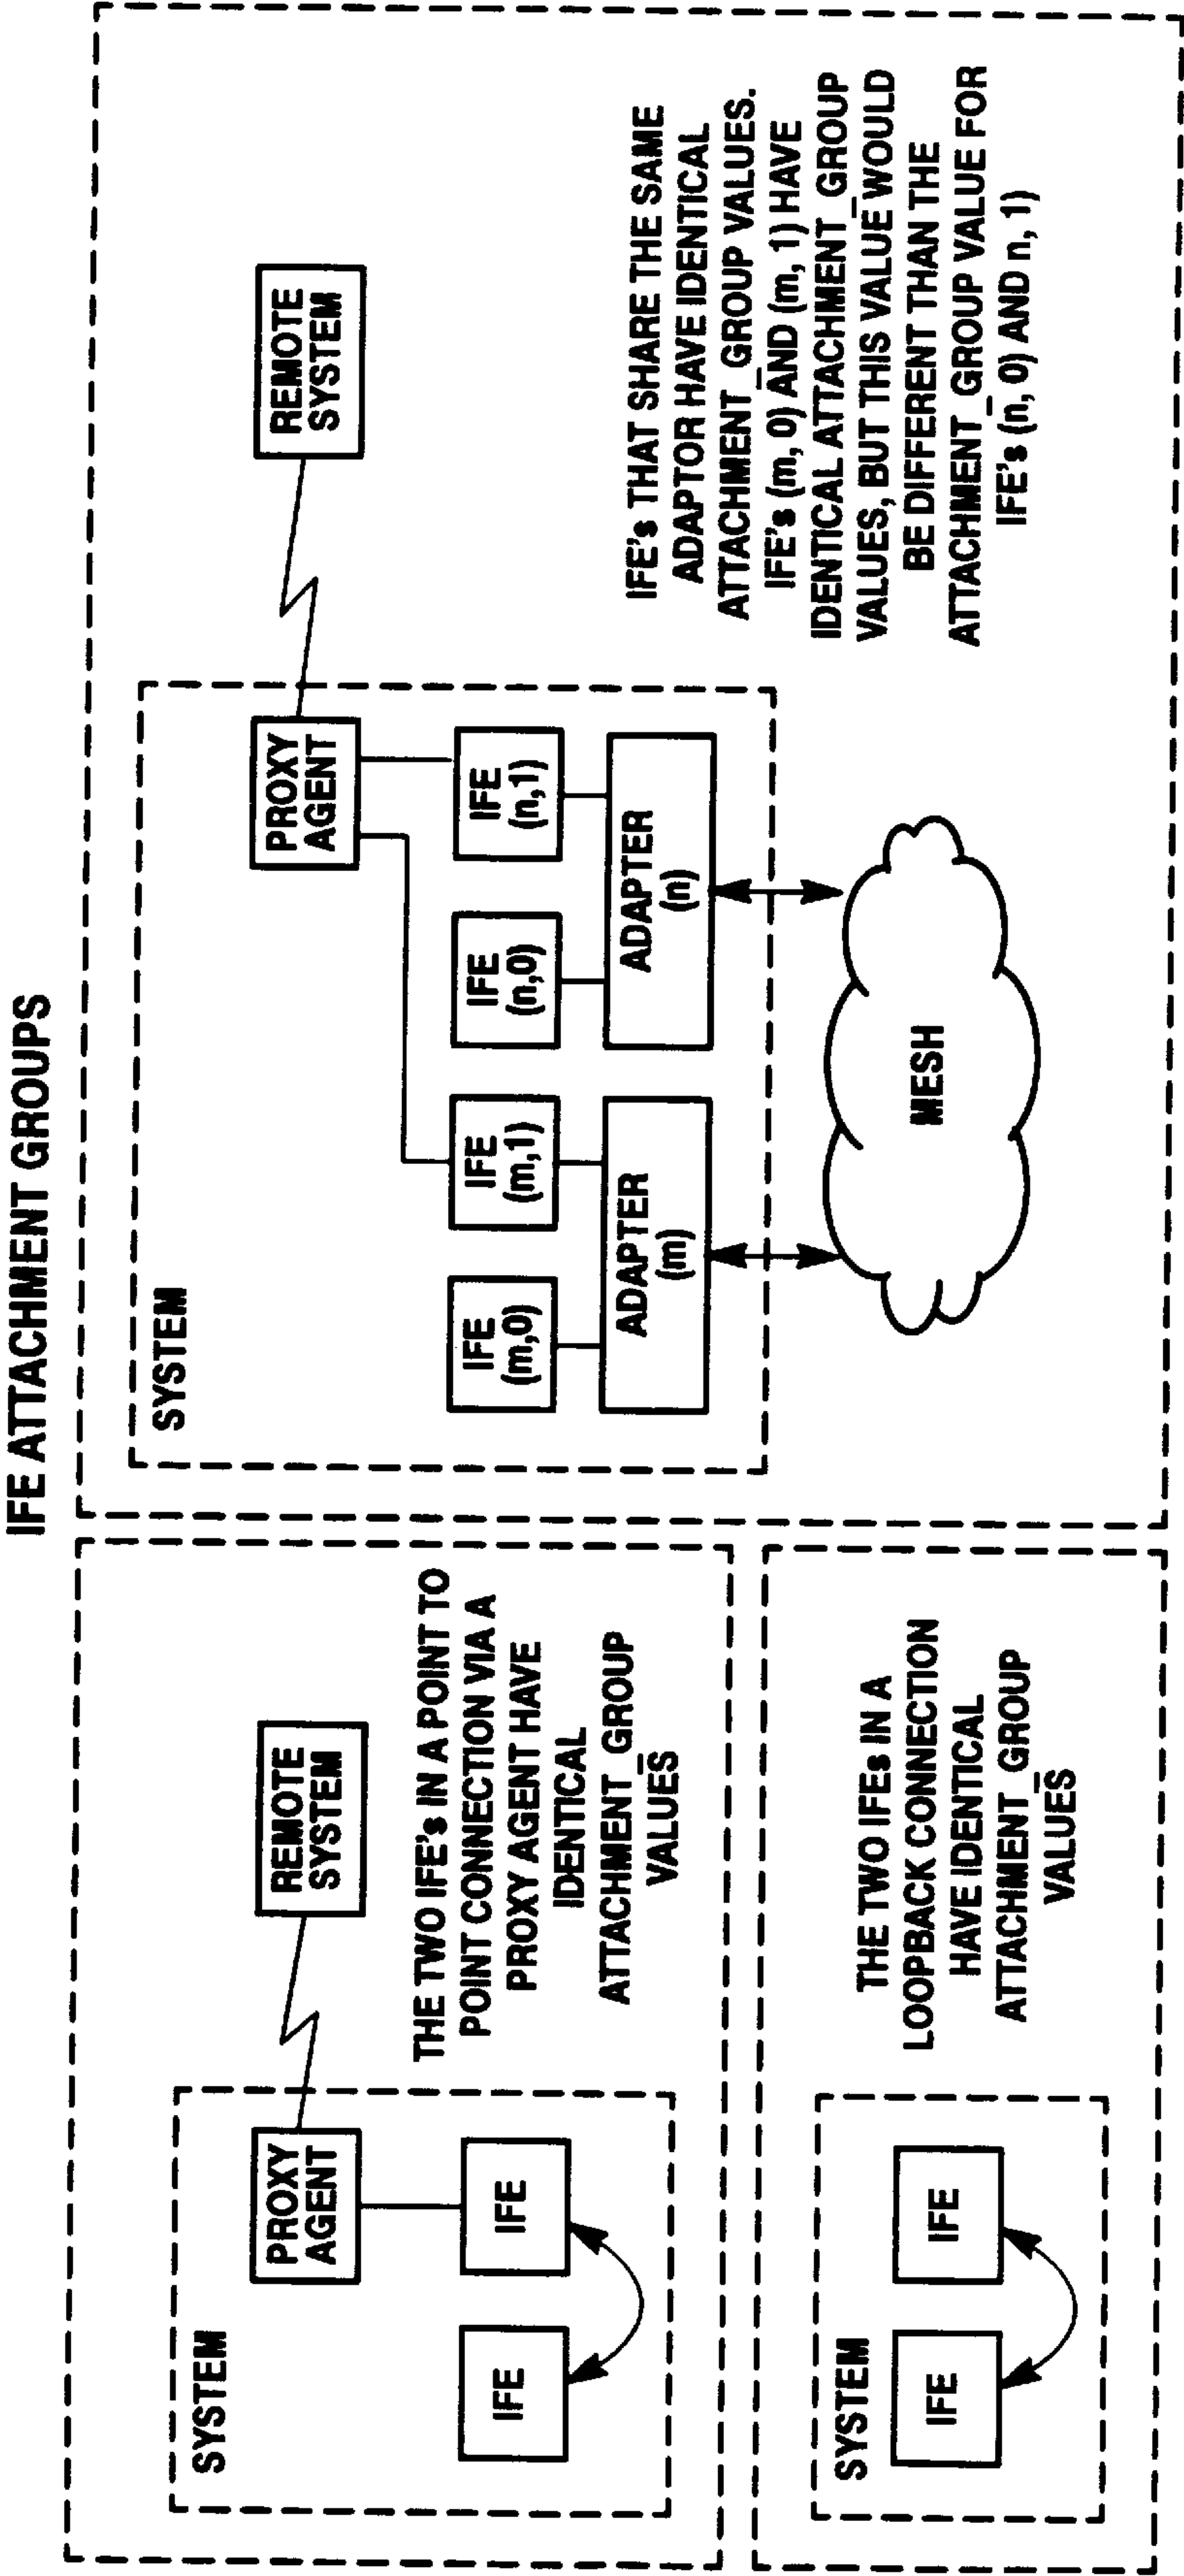 IFE ATTACHMENT GROUPS
SYSTEM
PROXY
AGENT
REMOTE
SYSTEM
IFE
IFE
THE TWO IFE's IN A POINT TO
POINT CONNECTION VIA A
PROXY AGENT HAVE
IDENTICAL
ATTACHMENT_GROUP
VALUES
SYSTEM
IFE
IFE
THE TWO IFEs IN A
LOOPBACK CONNECTION
HAVE IDENTICAL
ATTACHMENT_GROUP
VALUES
SYSTEM
PROXY
AGENT
REMOTE
SYSTEM
IFE
(m,0)
IFE
(m,1)
IFE
(n,0)
IFE
(n,1)
ADAPTER
(m)
ADAPTER
(n)
MESH
IFE's THAT SHARE THE SAME
ADAPTOR HAVE IDENTICAL
ATTACHMENT_GROUP VALUES.
IFE's (m, 0) AND (m, 1) HAVE
IDENTICAL ATTACHMENT_GROUP
VALUES, BUT THIS VALUE WOULD
BE DIFFERENT THAN THE
ATTACHMENT_GROUP VALUE FOR
IFE's (n, 0) AND n, 1)